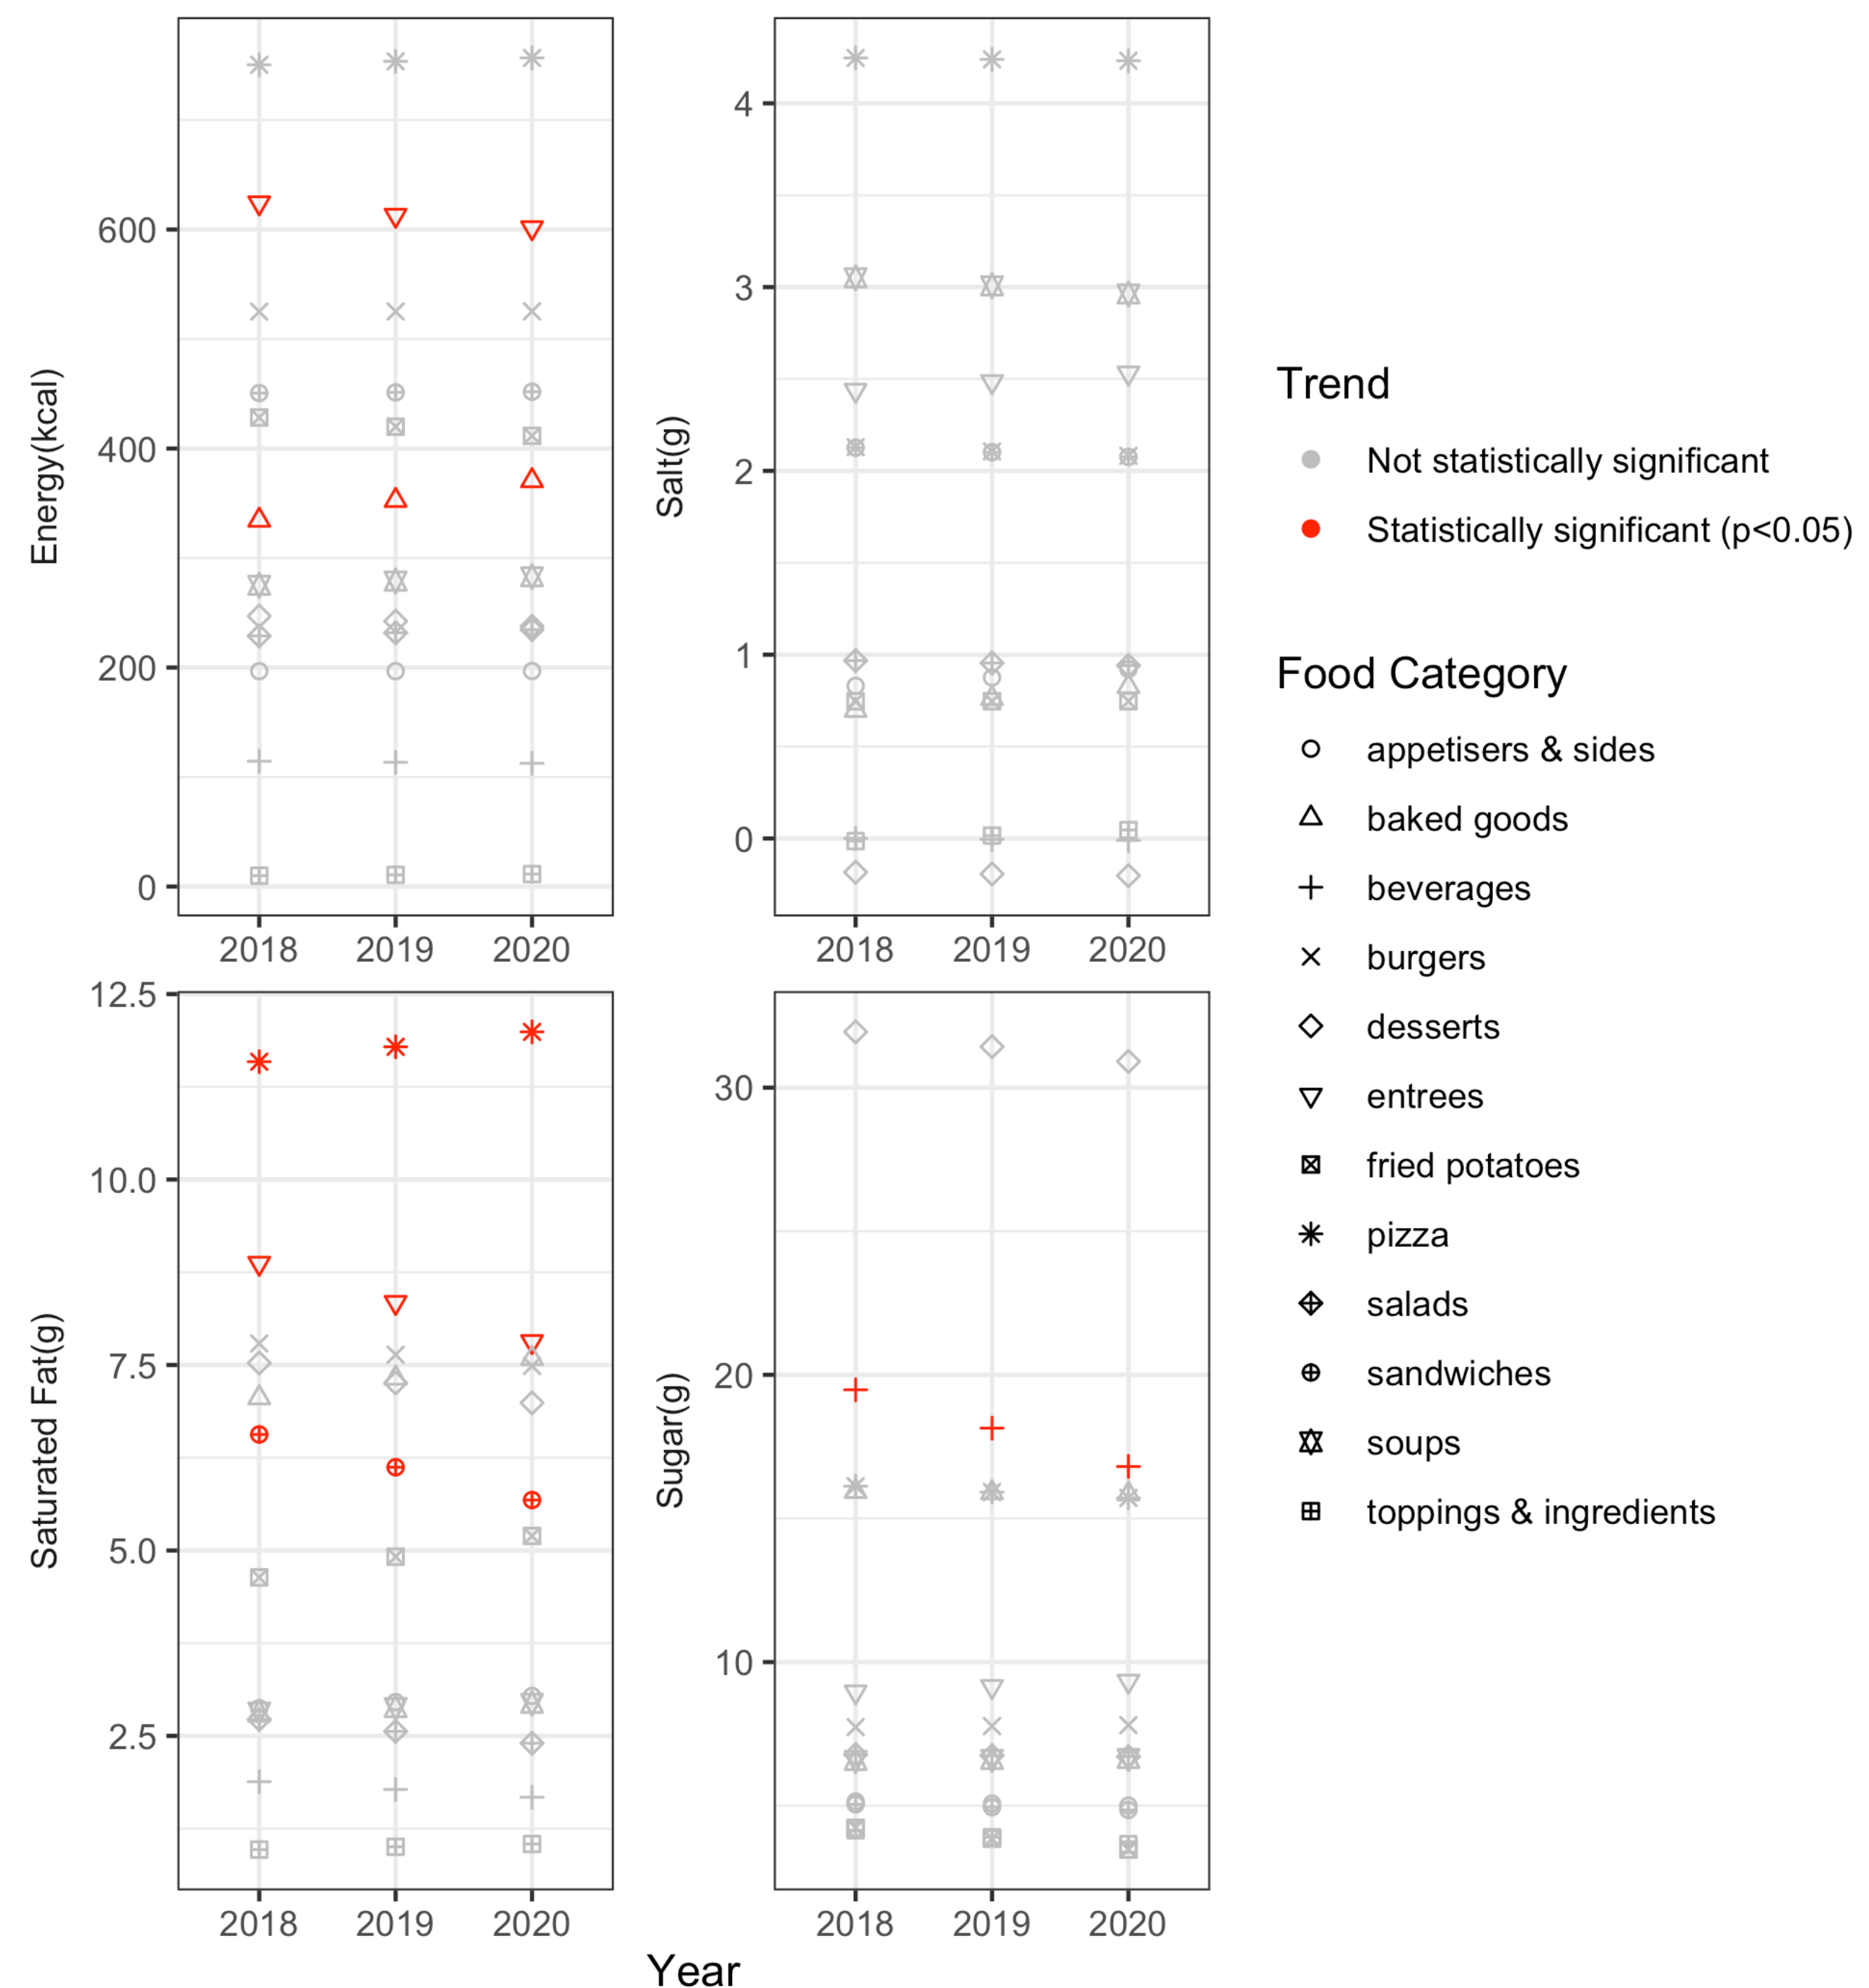 Energy(kcal)
600
400
200
0
2018 2019 2020
Salt(g)
4
3
2
1
0
2018 2019 2020
Saturated Fat(g)
12.5
10.0
7.5
5.0
2.5
2018 2019 2020
Sugar(g)
30
20
10
2018 2019 2020
Year
Trend
Not statistically significant
Statistically significant (p<0.05)
Food Category
appetisers & sides
baked goods
beverages
burgers
desserts
entrees
fried potatoes
pizza
salads
sandwiches
soups
toppings & ingredients